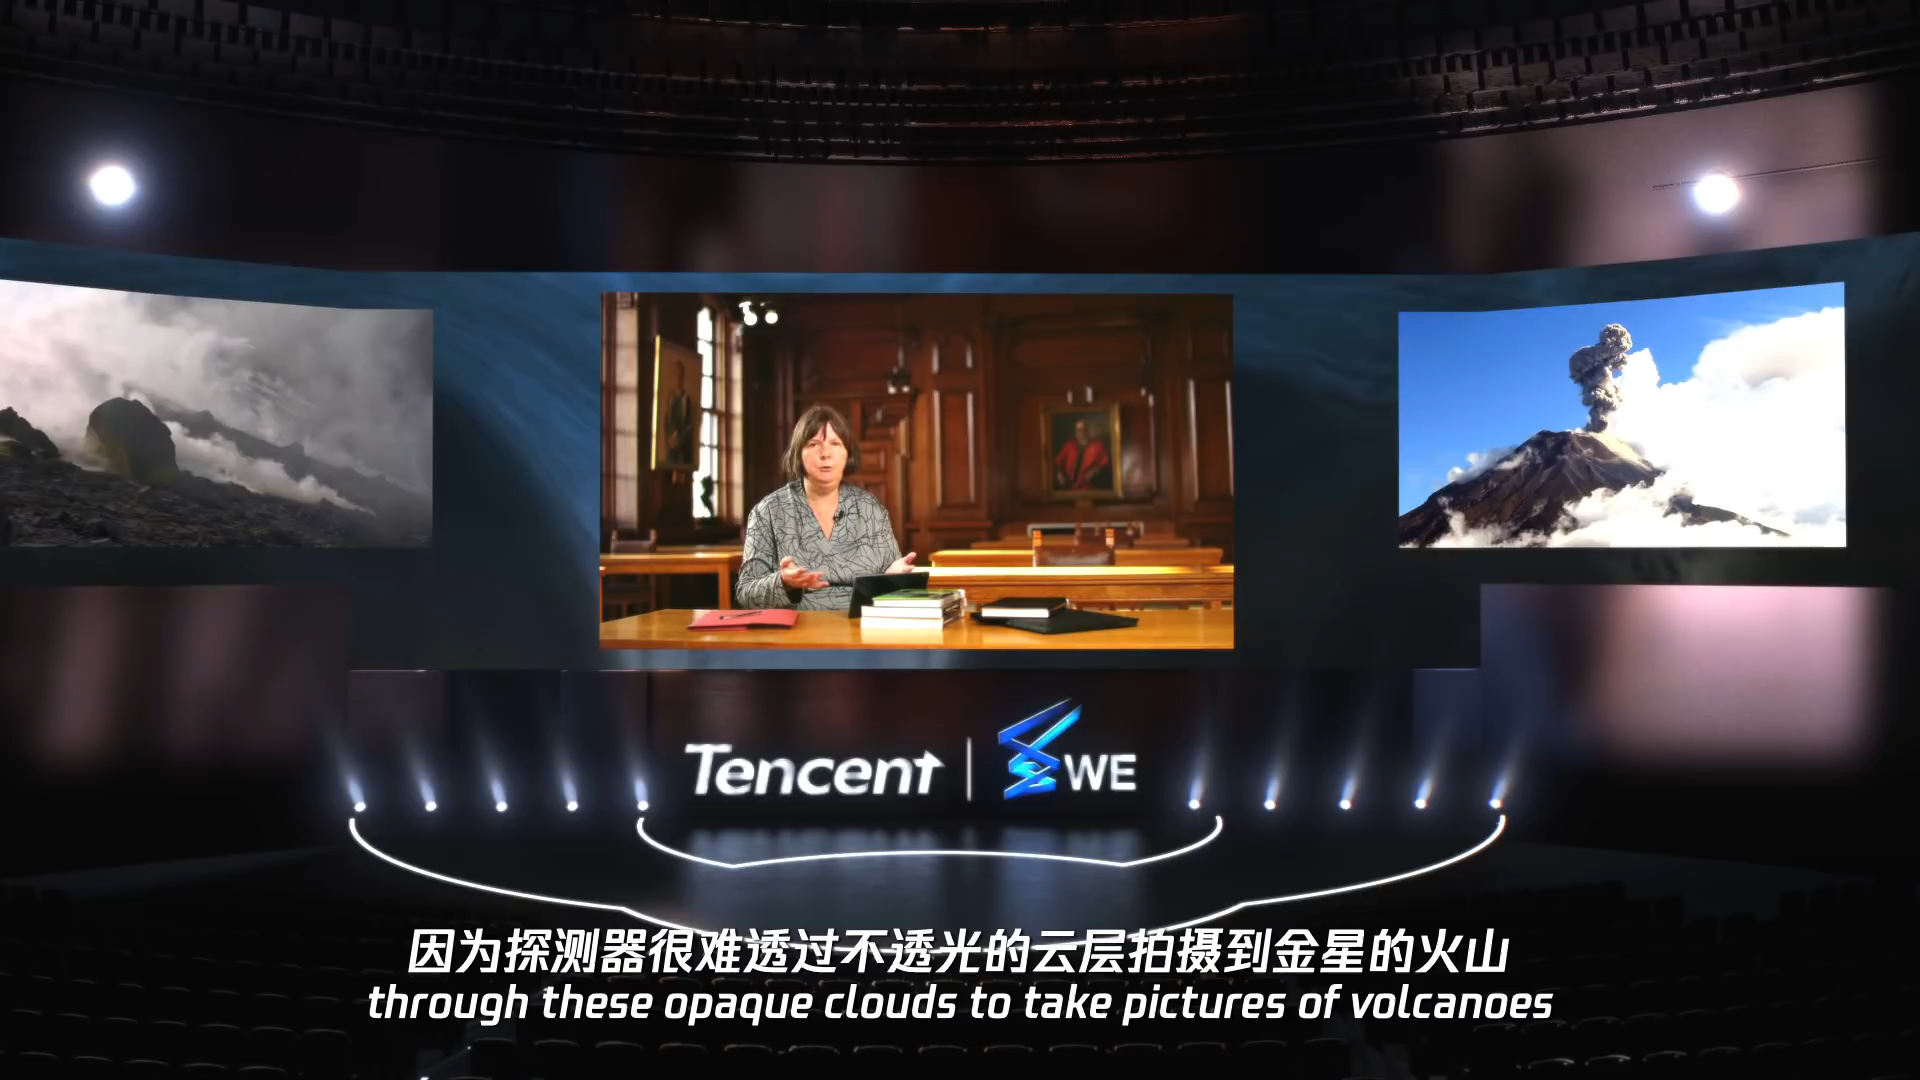 Tencent | WE
因为探测器很难透过不透光的云层拍摄到金星的火山
through these opaque clouds to take pictures of volcanoes